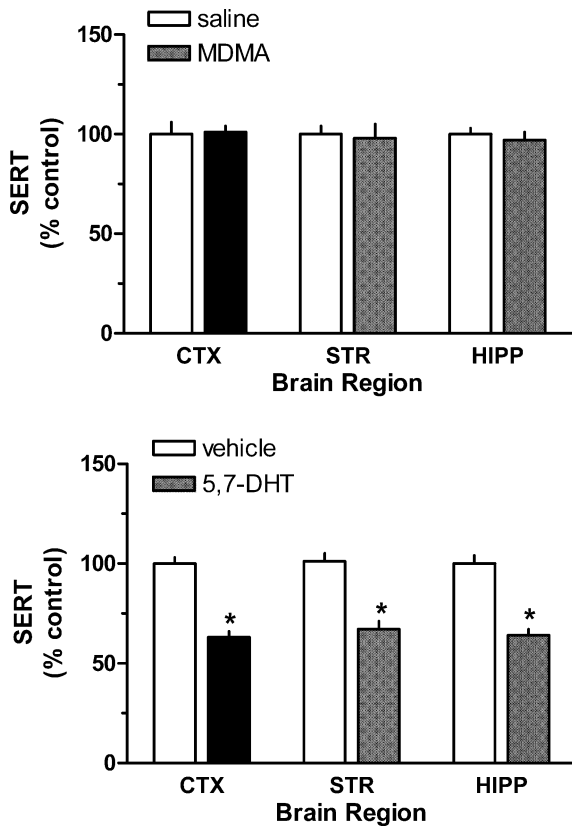 saline
MDMA
150
100
50
0
SERT
(% control)
CTX STR HIPP
Brain Region
vehicle
5,7-DHT
150
100
50
0
SERT
(% control)
* * *
CTX STR HIPP
Brain Region